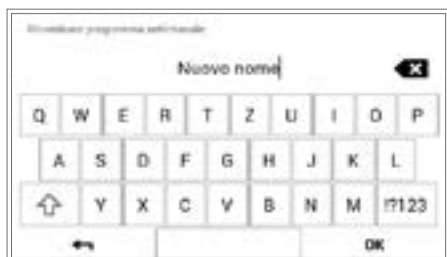 programma settimanale
Nuovo nome
Q W E R T Z U I O P
A S D F G H J K L
Y X C V B N M !?123
OK